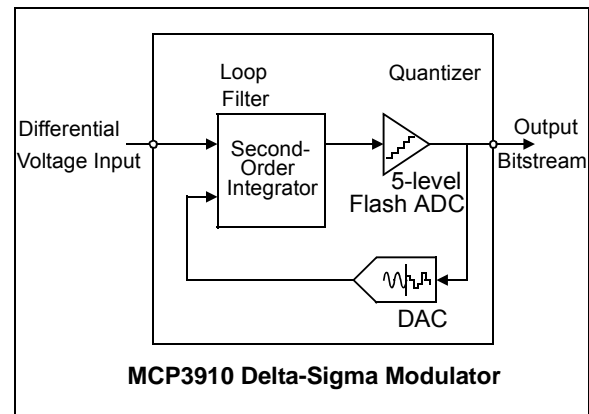 Loop
Filter
Quantizer
Differential
Voltage Input
Second-
Order
Integrator
Output
Bitstream
5-level
Flash ADC
DAC
MCP3910 Delta-Sigma Modulator